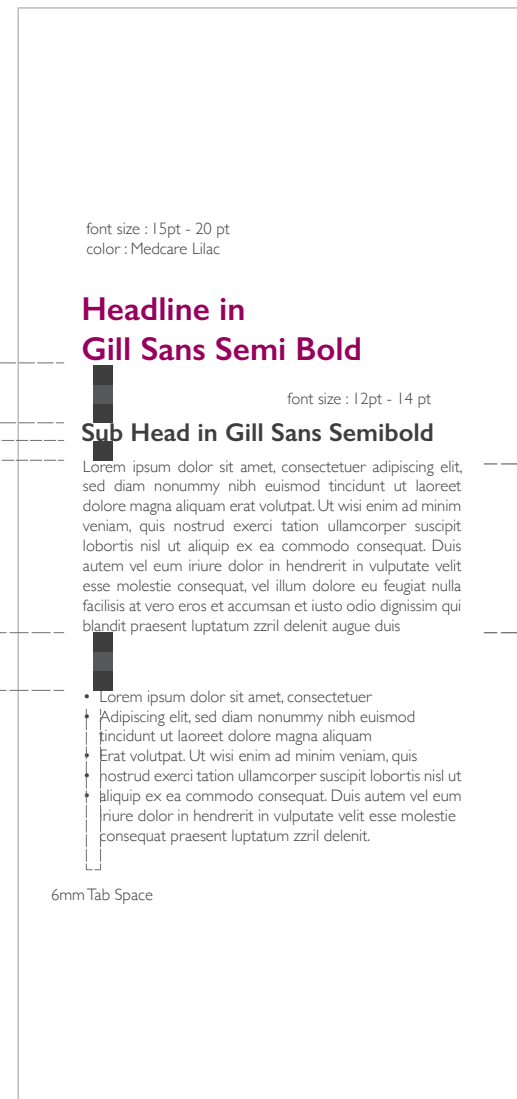 font size : 15pt - 20 pt
color : Medcare Lilac
Headline in
Gill Sans Semi Bold
font size : 12pt - 14 pt
Sub Head in Gill Sans Semibold
Lorem ipsum dolor sit amet, consectetuer adipiscing elit,
sed diam nonummy nibh euismod tincidunt ut laoreet
dolore magna aliquam erat volutpat. Ut wisi enim ad minim
veniam, quis nostrud exerci tation ullamcorper suscipit
lobortis nisl ut aliquip ex ea commodo consequat. Duis
autem vel eum iriure dolor in hendrerit in vulputate velit
esse molestie consequat, vel illum dolore eu feugiat nulla
facilisis at vero eros et accumsan et iusto odio dignissim qui
blandit praesent luptatum zzril delenit augue duis
• Lorem ipsum dolor sit amet, consectetuer
• Adipiscing elit, sed diam nonummy nibh euismod
tincidunt ut laoreet dolore magna aliquam
• Erat volutpat. Ut wisi enim ad minim veniam, quis
• nostrud exerci tation ullamcorper suscipit lobortis nisl ut
• aliquip ex ea commodo consequat. Duis autem vel eum
iriure dolor in hendrerit in vulputate velit esse molestie
consequat praesent luptatum zzril delenit.
6mm Tab Space